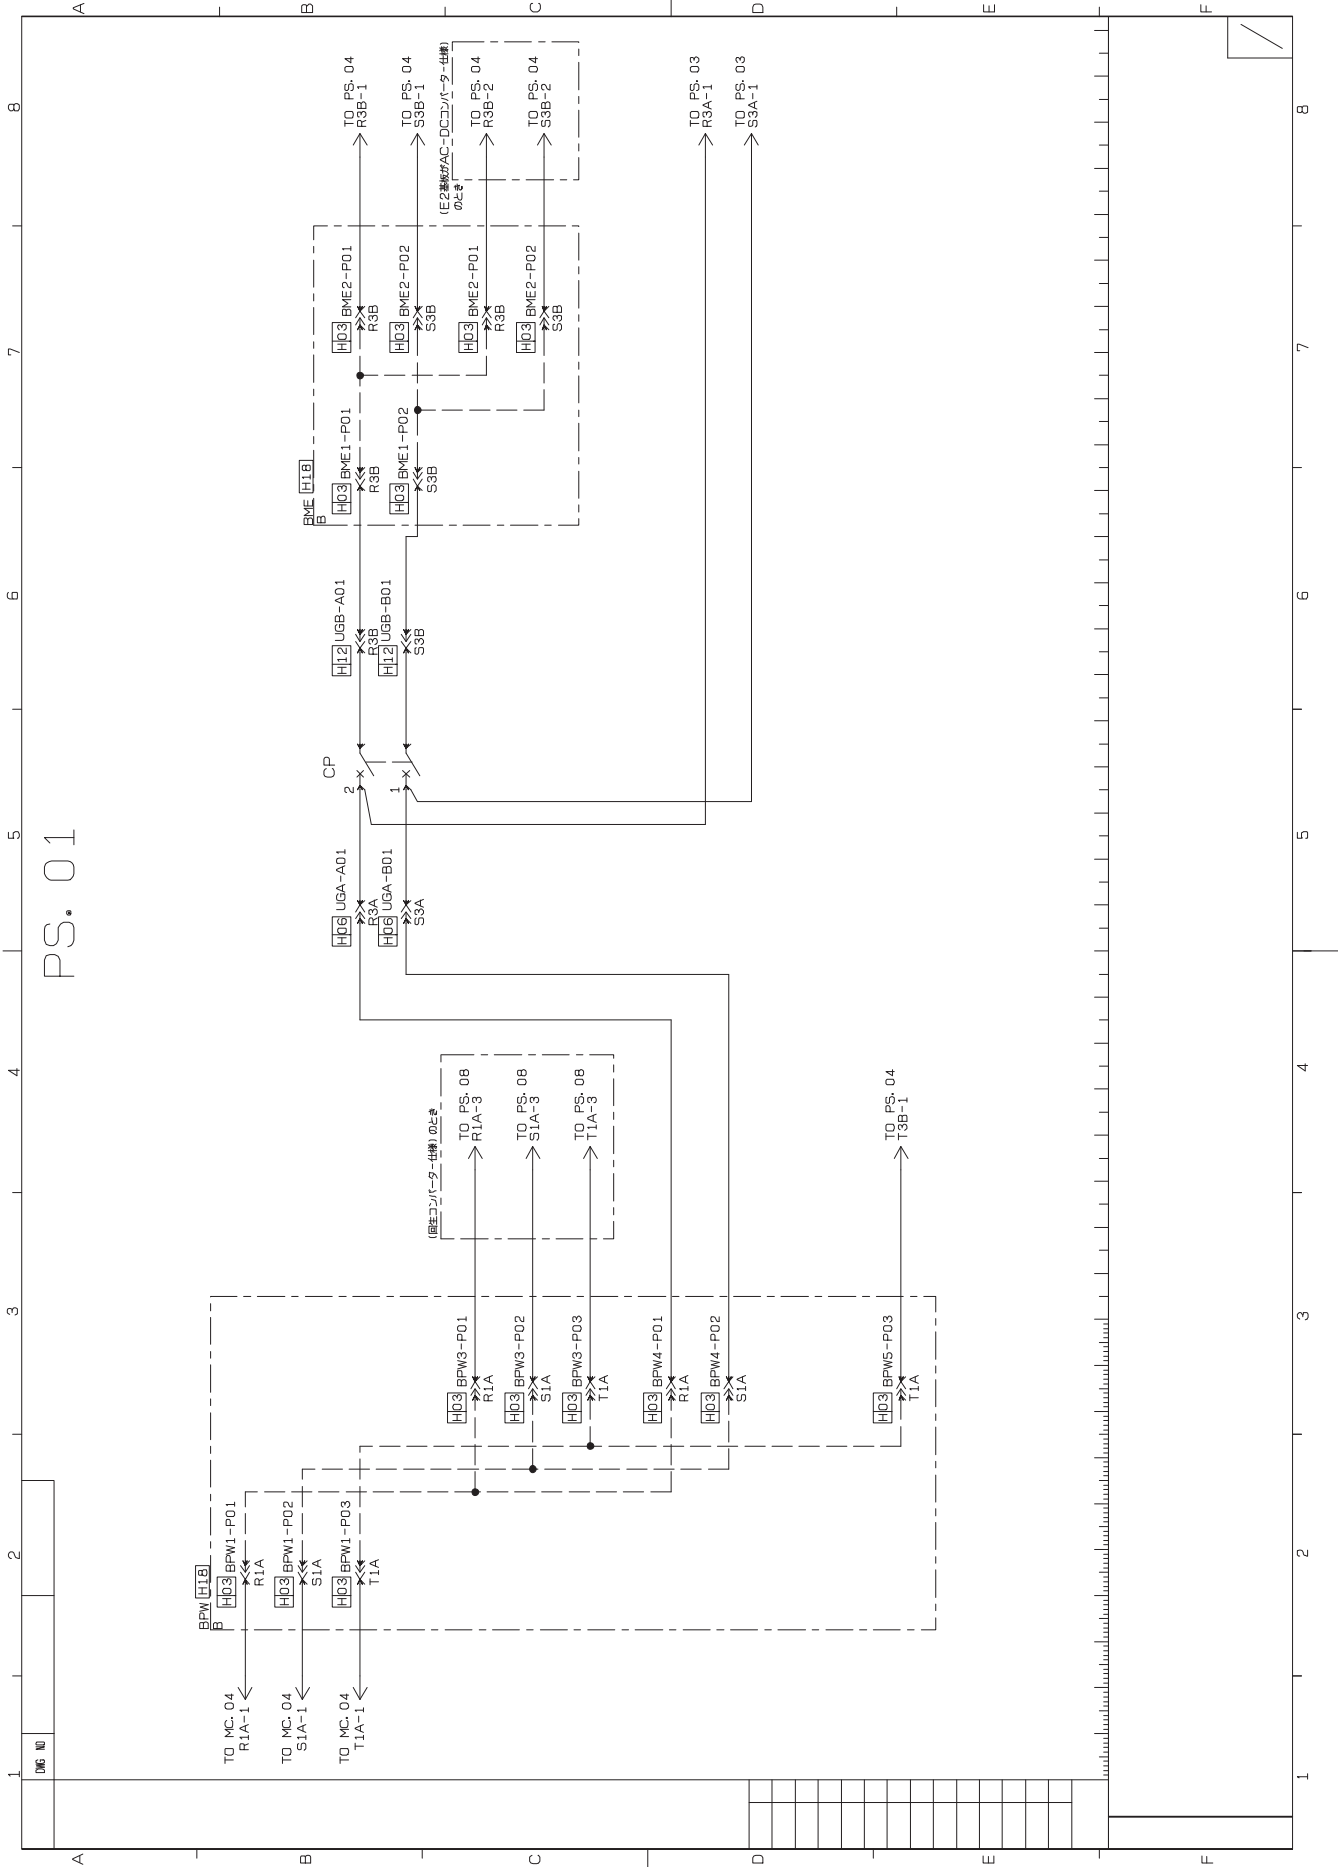 PS. 01
DWG NO
1 2 3 4 5 6 7 8
A
B
C
D
E
F
BPW H18
B
TO MC. 04
R1A-1
H03 BPW1-P01
R1A
TO MC. 04
S1A-1
H03 BPW1-P02
S1A
TO MC. 04
T1A-1
H03 BPW1-P03
T1A
H03 BPW3-P01
R1A
H03 BPW3-P02
S1A
H03 BPW3-P03
T1A
H03 BPW4-P01
R1A
H03 BPW4-P02
S1A
H03 BPW5-P03
T1A
(回生コンバーター仕様)のとき
TO PS. 08
R1A-3
TO PS. 08
S1A-3
TO PS. 08
T1A-3
TO PS. 04
T3B-1
H06 UGA-A01
R3A
H06 UGA-B01
S3A
CP
2
1
H12 UGB-A01
R3B
H12 UGB-B01
S3B
BME H18
B
H03 BME1-P01
R3B
H03 BME1-P02
S3B
H03 BME2-P01
R3B
H03 BME2-P02
S3B
H03 BME2-P01
R3B
H03 BME2-P02
S3B
TO PS. 04
R3B-1
TO PS. 04
S3B-1
(E2基板がAC-DCコンバーター仕様)
のとき
TO PS. 04
R3B-2
TO PS. 04
S3B-2
TO PS. 03
R3A-1
TO PS. 03
S3A-1
A
B
C
D
E
F
1 2 3 4 5 6 7 8